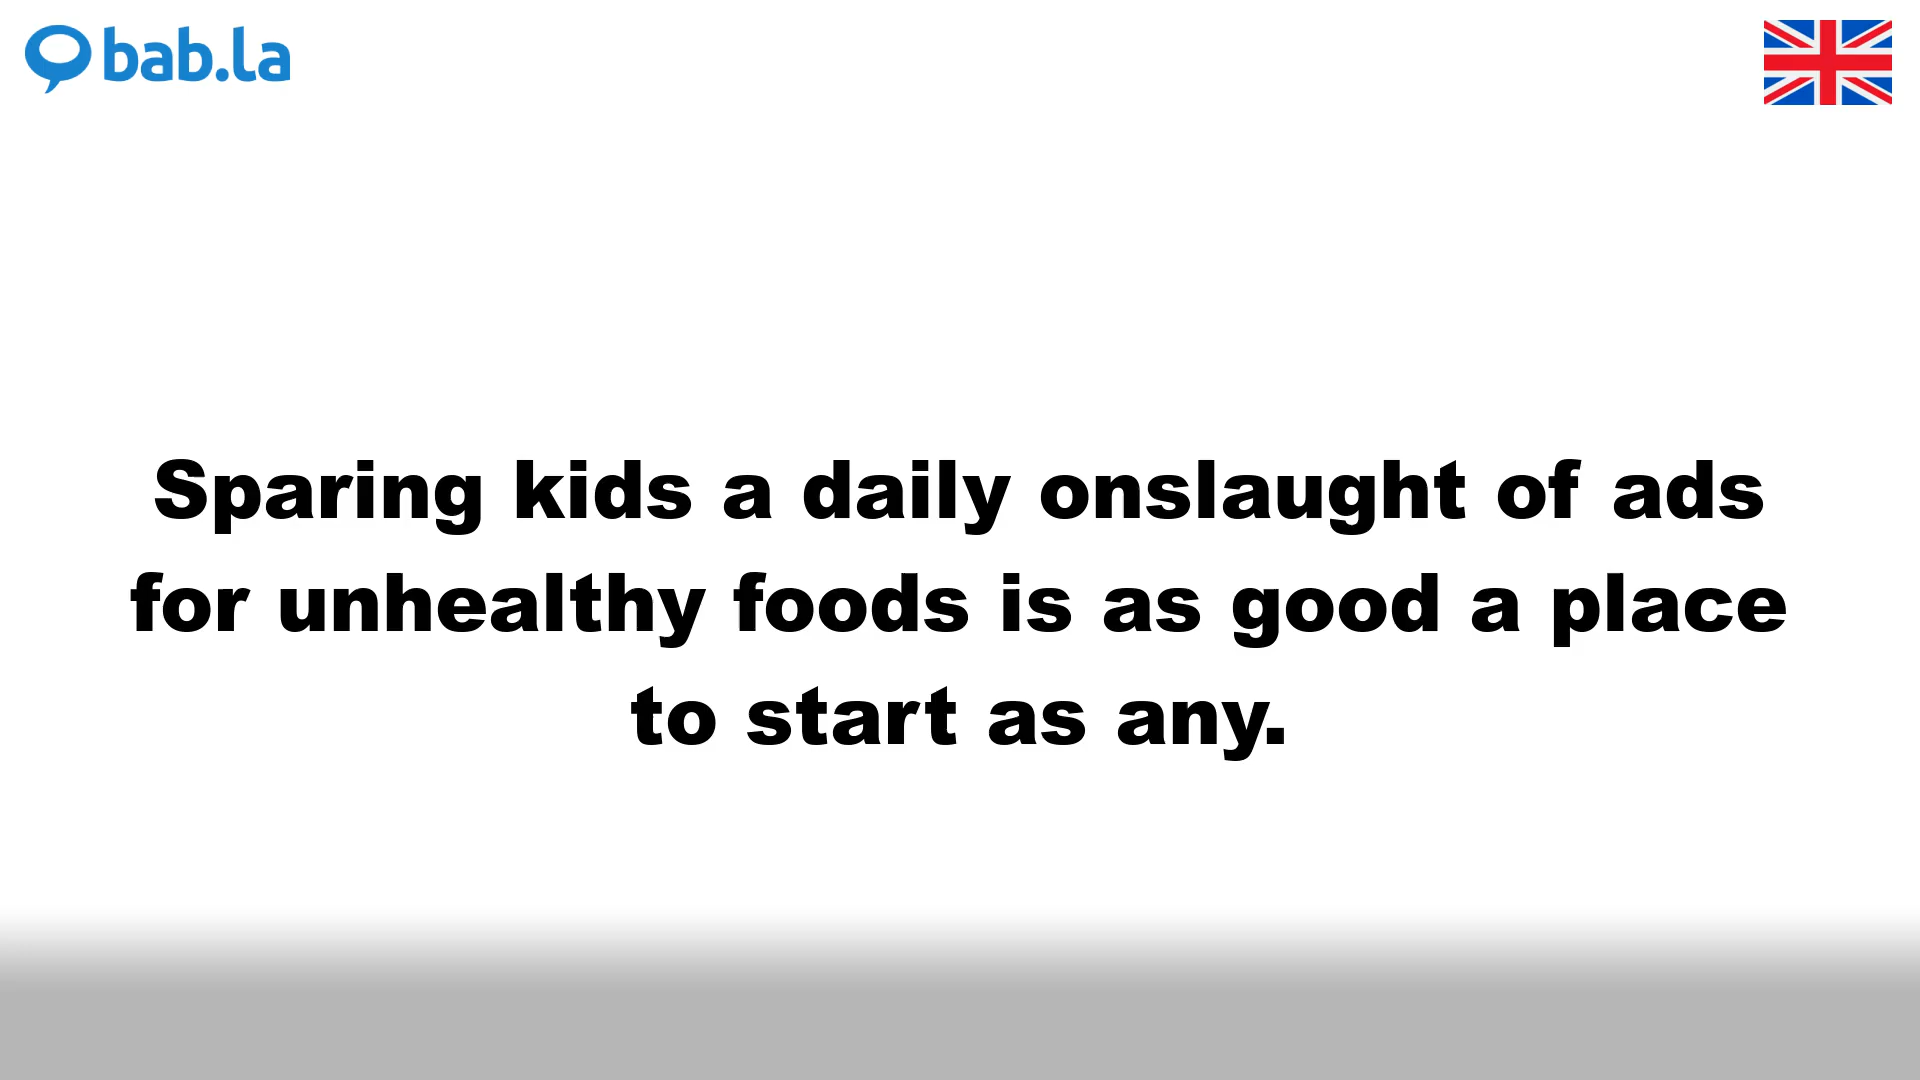 bab.la
Sparing kids a daily onslaught of ads
for unhealthy foods is as good a place
to start as any.